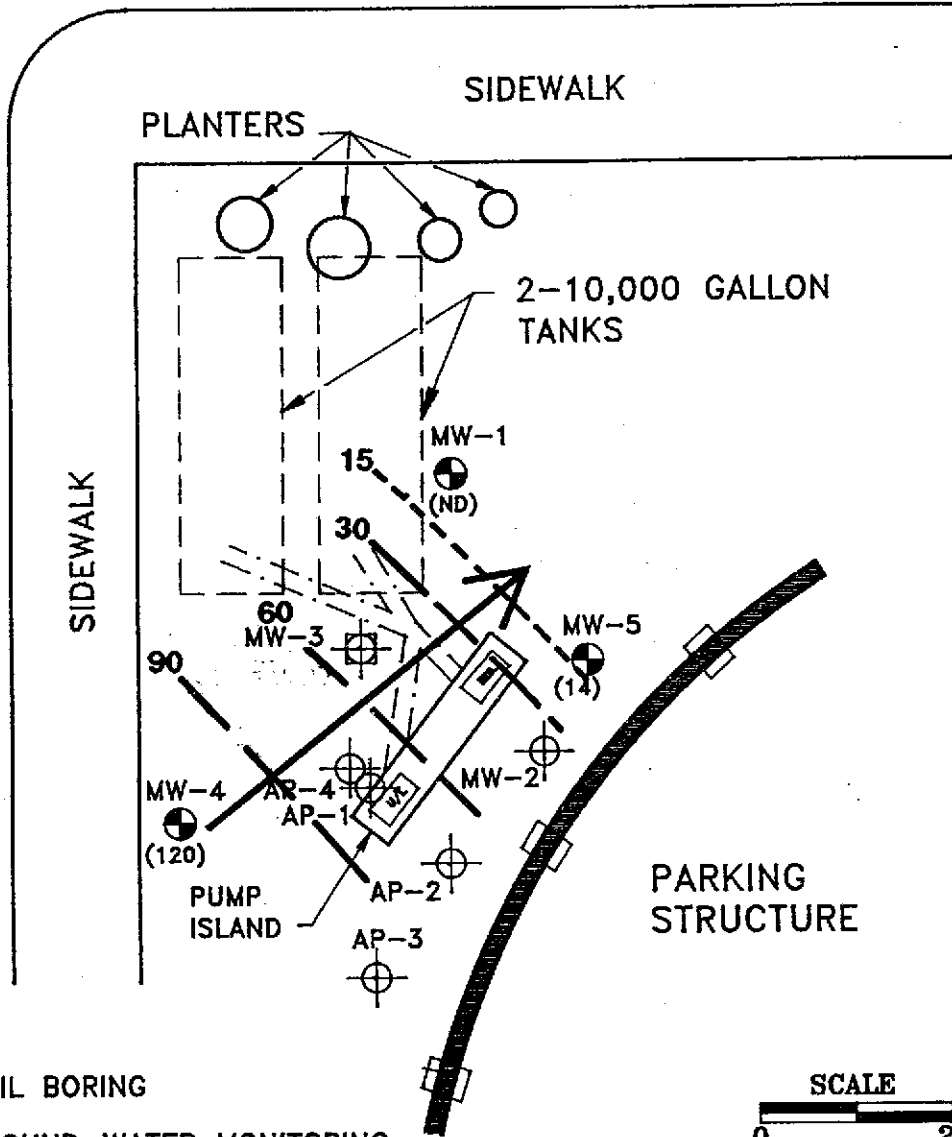 SIDEWALK
PLANTERS
2-10,000 GALLON
TANKS
MW-1
(ND)
15
30
SIDEWALK
60
MW-3
MW-5
(14)
90
MW-4
(120)
AP-4
AP-1
MW-2
u/L
PUMP
ISLAND
AP-2
AP-3
PARKING
STRUCTURE
IL BORING
SCALE
0